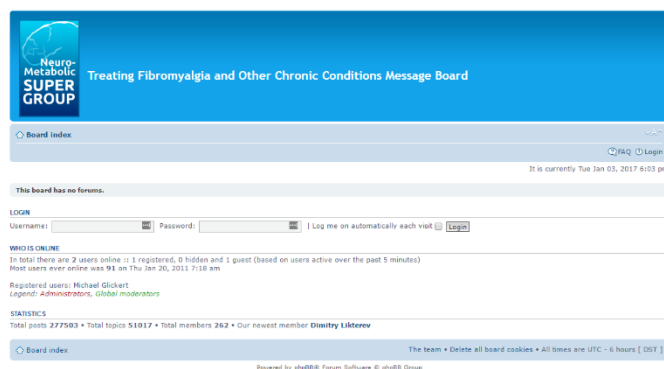 Neuro-
Metabolic
SUPER
GROUP
Treating Fibromyalgia and Other Chronic Conditions Message Board
Board index
FAQ Login
It is currently Tue Jan 03, 2017 6:03 pm
This board has no forums.
LOGIN
Username: Password: | Log me on automatically each visit Login
WHO IS ONLINE
In total there are 2 users online :: 1 registered, 0 hidden and 1 guest (based on users active over the past 5 minutes)
Most users ever online was 91 on Thu Jan 20, 2011 7:18 am
Registered users: Michael Glickert
Legend: Administrators, Global moderators
STATISTICS
Total posts 277503 • Total topics 51017 • Total members 262 • Our newest member Dimitry Likterev
Board index The team • Delete all board cookies • All times are UTC - 6 hours [ DST ]
Powered by phpBB® Forum Software © phpBB Group